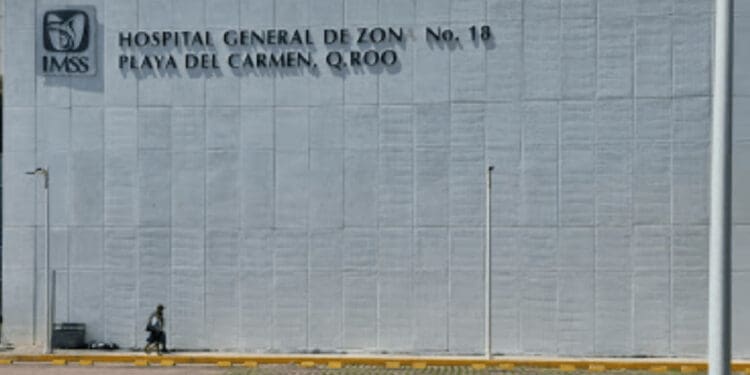 IMSS
HOSPITAL GENERAL DE ZON No. 18
PLAYA DEL CARMEN, Q.ROO